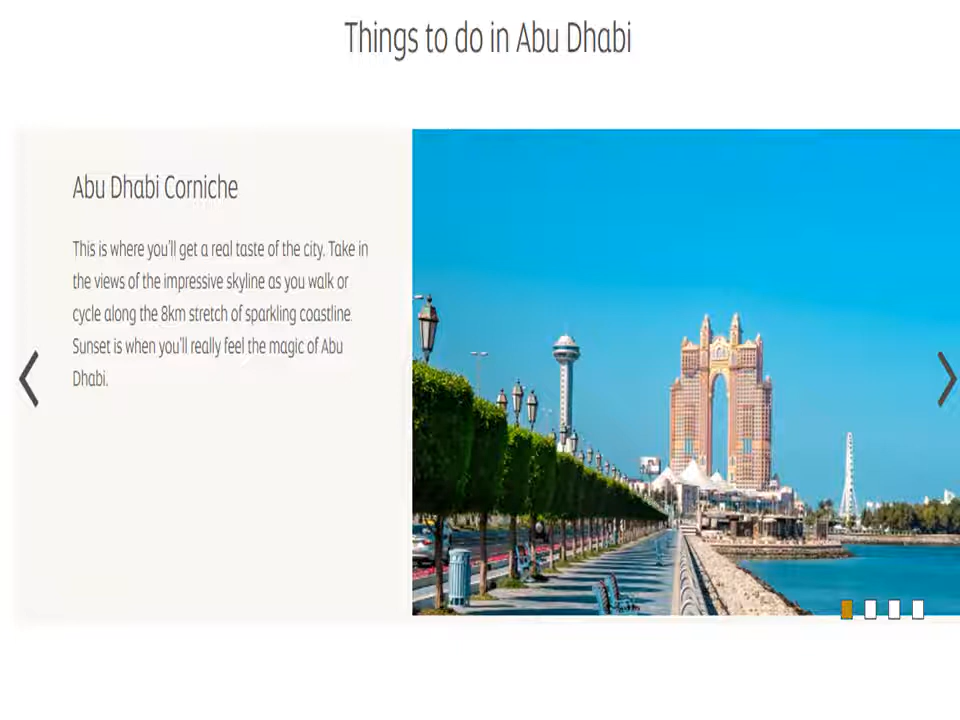 Things to do in Abu Dhabi
Abu Dhabi Corniche
This is where you'll get a real taste of the city. Take in
the views of the impressive skyline as you walk or
cycle along the 8km stretch of sparkling coastline.
Sunset is when you'll really feel the magic of Abu
Dhabi.